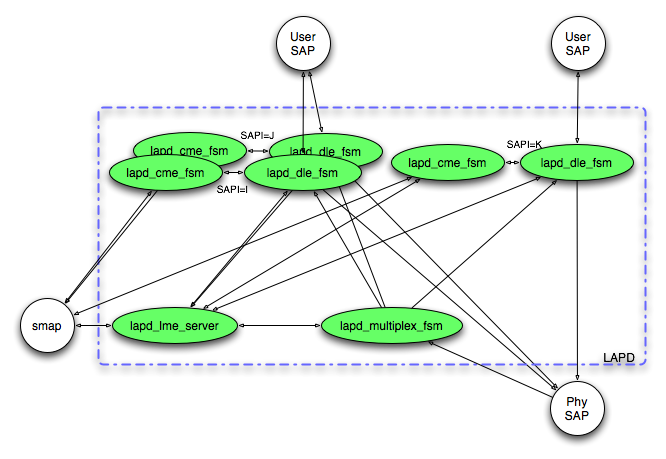 User
SAP
User
SAP
SAPI=J
lapd_cme_fsm
lapd_dle_fsm
SAPI=K
lapd_cme_fsm
lapd_dle_fsm
lapd_cme_fsm
lapd_dle_fsm
SAPI=I
smap
lapd_lme_server
lapd_multiplex_fsm
LAPD
Phy
SAP